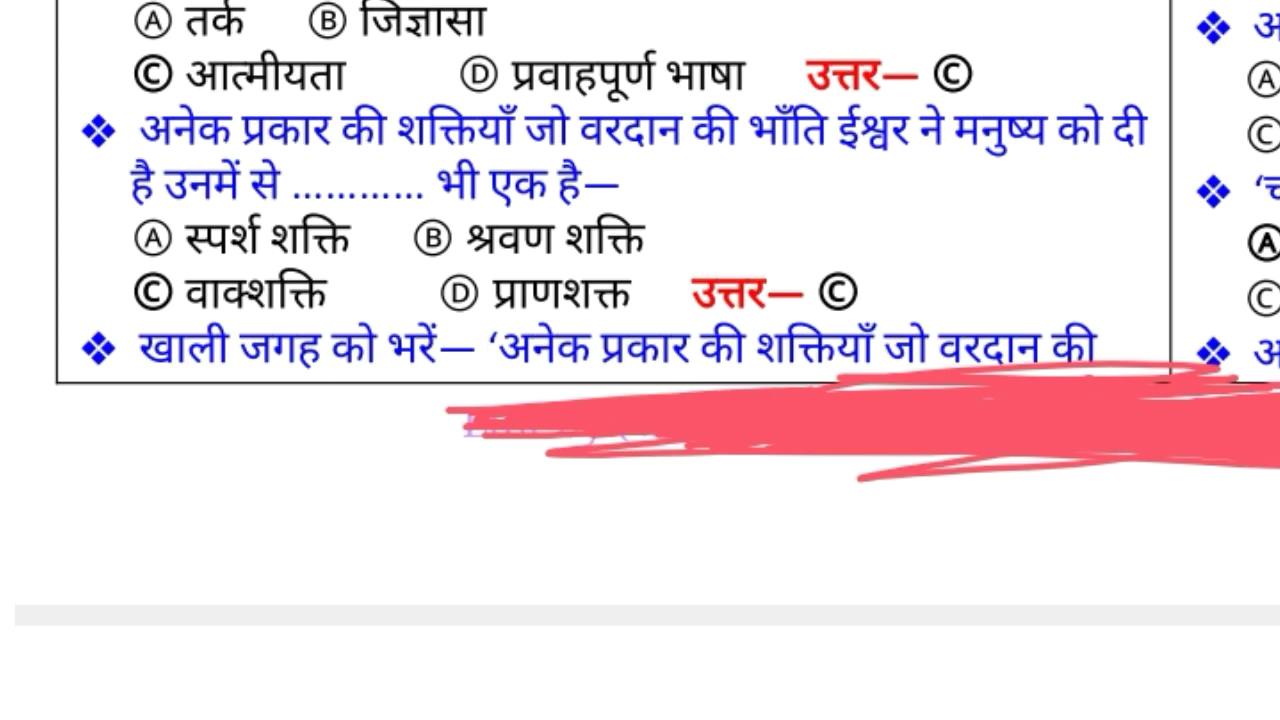 Ⓐ तर्क Ⓑ जिज्ञासा
Ⓒ आत्मीयता Ⓓ प्रवाहपूर्ण भाषा उत्तर— Ⓒ
❖ अनेक प्रकार की शक्तियाँ जो वरदान की भाँति ईश्वर ने मनुष्य को दी
है उनमें से ............ भी एक है—
Ⓐ स्पर्श शक्ति Ⓑ श्रवण शक्ति
Ⓒ वाक्शक्ति Ⓓ प्राणशक्त उत्तर— Ⓒ
❖ खाली जगह को भरें— ‘अनेक प्रकार की शक्तियाँ जो वरदान की
❖
Ⓐ
Ⓒ
❖
Ⓐ
Ⓒ
❖